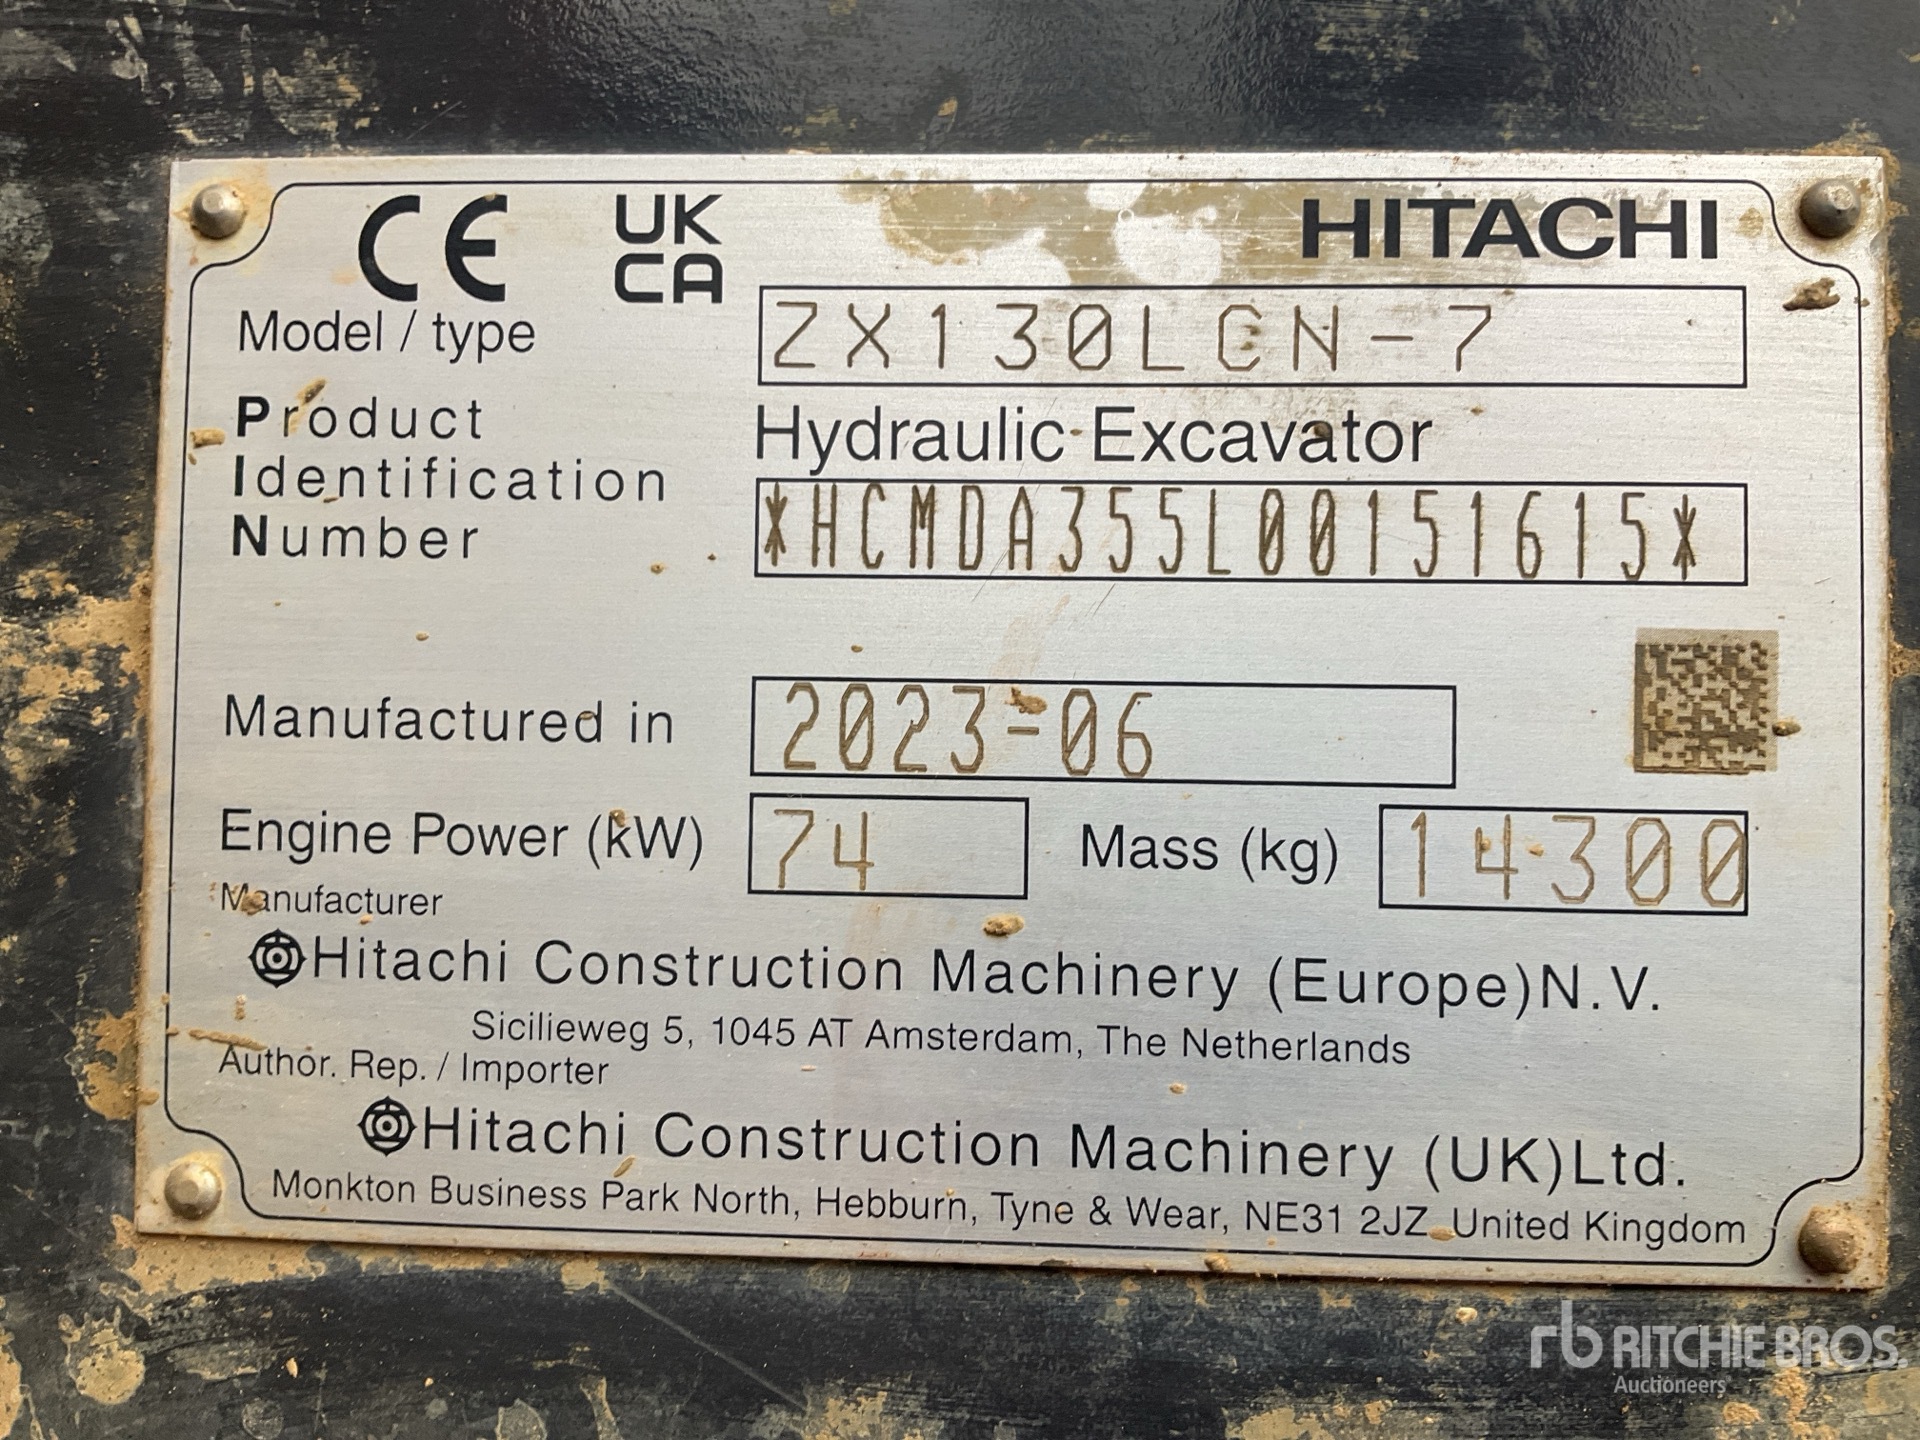 CE UK CA HITACHI
Model / type ZX130LCN-7
Product Hydraulic Excavator
Identification
Number *HCMDA355L00151615*
Manufactured in 2023-06
Engine Power (kW) 74 Mass (kg) 14300
Manufacturer
Hitachi Construction Machinery (Europe)N.V.
Sicilieweg 5, 1045 AT Amsterdam, The Netherlands
Author. Rep. / Importer
Hitachi Construction Machinery (UK)Ltd.
Monkton Business Park North, Hebburn, Tyne & Wear, NE31 2JZ United Kingdom
rb RITCHIE BROS.
Auctioneers